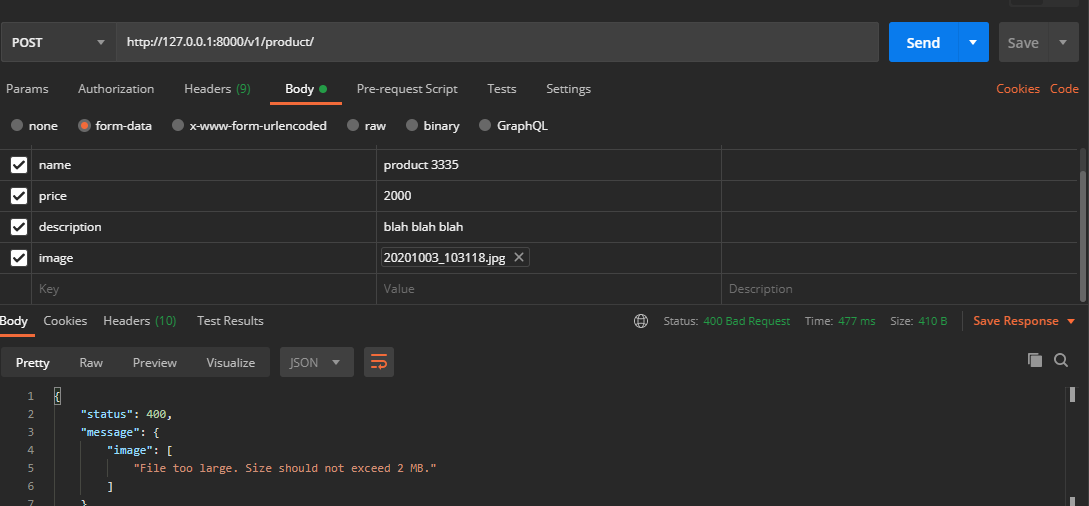 POST http://127.0.0.1:8000/v1/product/ Send Save
Params Authorization Headers (9) Body Pre-request Script Tests Settings Cookies Code
none form-data x-www-form-urlencoded raw binary GraphQL
name product 3335
price 2000
description blah blah blah
image 20201003_103118.jpg
Key Value Description
Body Cookies Headers (10) Test Results Status: 400 Bad Request Time: 477 ms Size: 410 B Save Response
Pretty Raw Preview Visualize JSON
1 {
2 "status": 400,
3 "message": {
4 "image": [
5 "File too large. Size should not exceed 2 MB."
6 ]
7 }